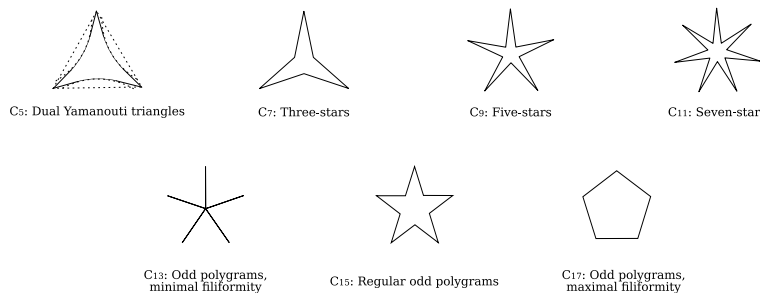 C5: Dual Yamanouti triangles
C7: Three-stars
C9: Five-stars
C11: Seven-star
C13: Odd polygrams,
minimal filiformity
C15: Regular odd polygrams
C17: Odd polygrams,
maximal filiformity